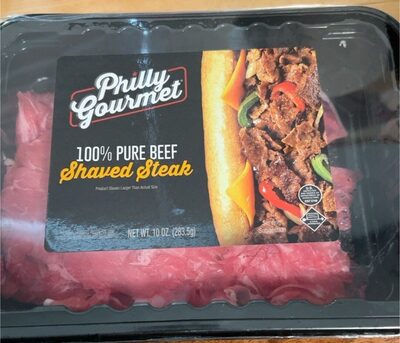 Philly
Gourmet
100% PURE BEEF
Shaved Steak
Product Shown Larger Than Actual Size
NET WT. 10 OZ. (283.5g)